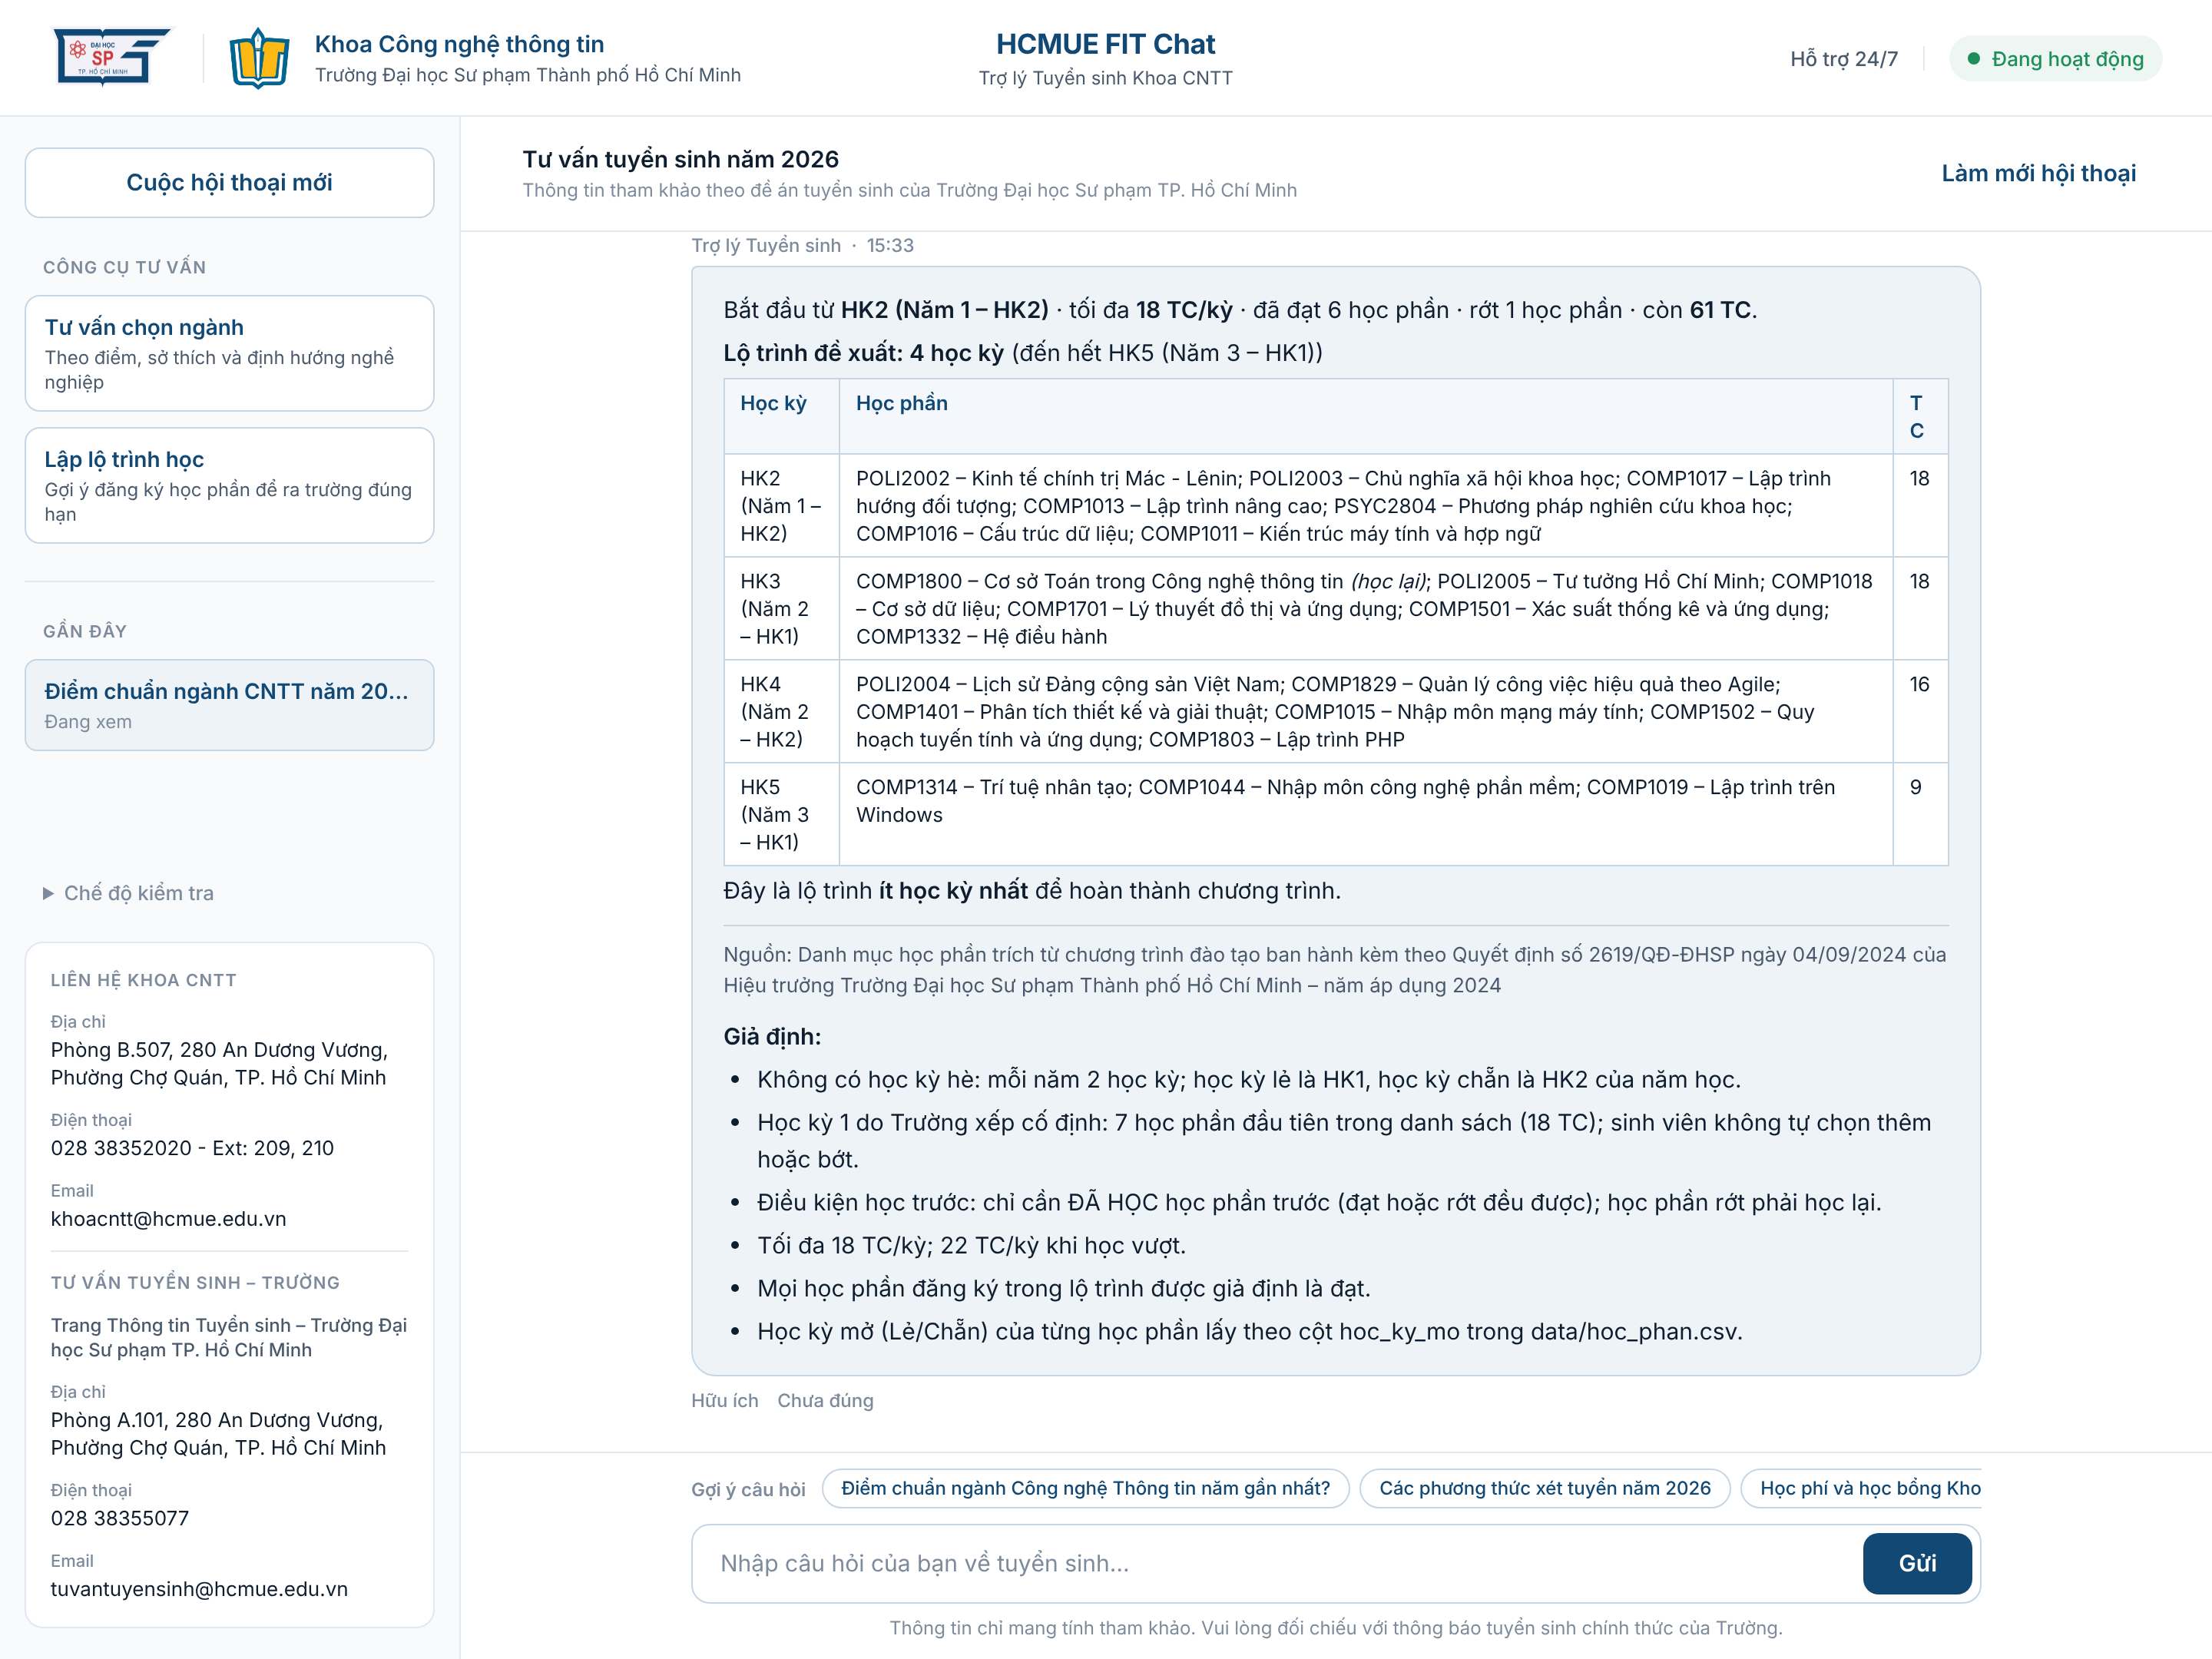 ĐẠI HỌC
SP
TP. HỒ CHÍ MINH
Khoa Công nghệ thông tin
Trường Đại học Sư phạm Thành phố Hồ Chí Minh
HCMUE FIT Chat
Trợ lý Tuyển sinh Khoa CNTT
Hỗ trợ 24/7
Đang hoạt động
Cuộc hội thoại mới
CÔNG CỤ TƯ VẤN
Tư vấn chọn ngành
Theo điểm, sở thích và định hướng nghề
nghiệp
Lập lộ trình học
Gợi ý đăng ký học phần để ra trường đúng
hạn
GẦN ĐÂY
Điểm chuẩn ngành CNTT năm 20...
Đang xem
Chế độ kiểm tra
LIÊN HỆ KHOA CNTT
Địa chỉ
Phòng B.507, 280 An Dương Vương,
Phường Chợ Quán, TP. Hồ Chí Minh
Điện thoại
028 38352020 - Ext: 209, 210
Email
khoacntt@hcmue.edu.vn
TƯ VẤN TUYỂN SINH – TRƯỜNG
Trang Thông tin Tuyển sinh – Trường Đại
học Sư phạm TP. Hồ Chí Minh
Địa chỉ
Phòng A.101, 280 An Dương Vương,
Phường Chợ Quán, TP. Hồ Chí Minh
Điện thoại
028 38355077
Email
tuvantuyensinh@hcmue.edu.vn
Tư vấn tuyển sinh năm 2026
Thông tin tham khảo theo đề án tuyển sinh của Trường Đại học Sư phạm TP. Hồ Chí Minh
Làm mới hội thoại
Trợ lý Tuyển sinh · 15:33
Bắt đầu từ HK2 (Năm 1 – HK2) · tối đa 18 TC/kỳ · đã đạt 6 học phần · rớt 1 học phần · còn 61 TC.
Lộ trình đề xuất: 4 học kỳ (đến hết HK5 (Năm 3 – HK1))
Học kỳ
Học phần
T
C
HK2
(Năm 1 –
HK2)
POLI2002 – Kinh tế chính trị Mác - Lênin; POLI2003 – Chủ nghĩa xã hội khoa học; COMP1017 – Lập trình
hướng đối tượng; COMP1013 – Lập trình nâng cao; PSYC2804 – Phương pháp nghiên cứu khoa học;
COMP1016 – Cấu trúc dữ liệu; COMP1011 – Kiến trúc máy tính và hợp ngữ
18
HK3
(Năm 2
– HK1)
COMP1800 – Cơ sở Toán trong Công nghệ thông tin (học lại); POLI2005 – Tư tưởng Hồ Chí Minh; COMP1018
– Cơ sở dữ liệu; COMP1701 – Lý thuyết đồ thị và ứng dụng; COMP1501 – Xác suất thống kê và ứng dụng;
COMP1332 – Hệ điều hành
18
HK4
(Năm 2
– HK2)
POLI2004 – Lịch sử Đảng cộng sản Việt Nam; COMP1829 – Quản lý công việc hiệu quả theo Agile;
COMP1401 – Phân tích thiết kế và giải thuật; COMP1015 – Nhập môn mạng máy tính; COMP1502 – Quy
hoạch tuyến tính và ứng dụng; COMP1803 – Lập trình PHP
16
HK5
(Năm 3
– HK1)
COMP1314 – Trí tuệ nhân tạo; COMP1044 – Nhập môn công nghệ phần mềm; COMP1019 – Lập trình trên
Windows
9
Đây là lộ trình ít học kỳ nhất để hoàn thành chương trình.
Nguồn: Danh mục học phần trích từ chương trình đào tạo ban hành kèm theo Quyết định số 2619/QĐ-ĐHSP ngày 04/09/2024 của
Hiệu trưởng Trường Đại học Sư phạm Thành phố Hồ Chí Minh – năm áp dụng 2024
Giả định:
• Không có học kỳ hè: mỗi năm 2 học kỳ; học kỳ lẻ là HK1, học kỳ chẵn là HK2 của năm học.
• Học kỳ 1 do Trường xếp cố định: 7 học phần đầu tiên trong danh sách (18 TC); sinh viên không tự chọn thêm
hoặc bớt.
• Điều kiện học trước: chỉ cần ĐÃ HỌC học phần trước (đạt hoặc rớt đều được); học phần rớt phải học lại.
• Tối đa 18 TC/kỳ; 22 TC/kỳ khi học vượt.
• Mọi học phần đăng ký trong lộ trình được giả định là đạt.
• Học kỳ mở (Lẻ/Chẵn) của từng học phần lấy theo cột hoc_ky_mo trong data/hoc_phan.csv.
Hữu ích
Chưa đúng
Gợi ý câu hỏi
Điểm chuẩn ngành Công nghệ Thông tin năm gần nhất?
Các phương thức xét tuyển năm 2026
Học phí và học bổng Kho
Nhập câu hỏi của bạn về tuyển sinh...
Gửi
Thông tin chỉ mang tính tham khảo. Vui lòng đối chiếu với thông báo tuyển sinh chính thức của Trường.